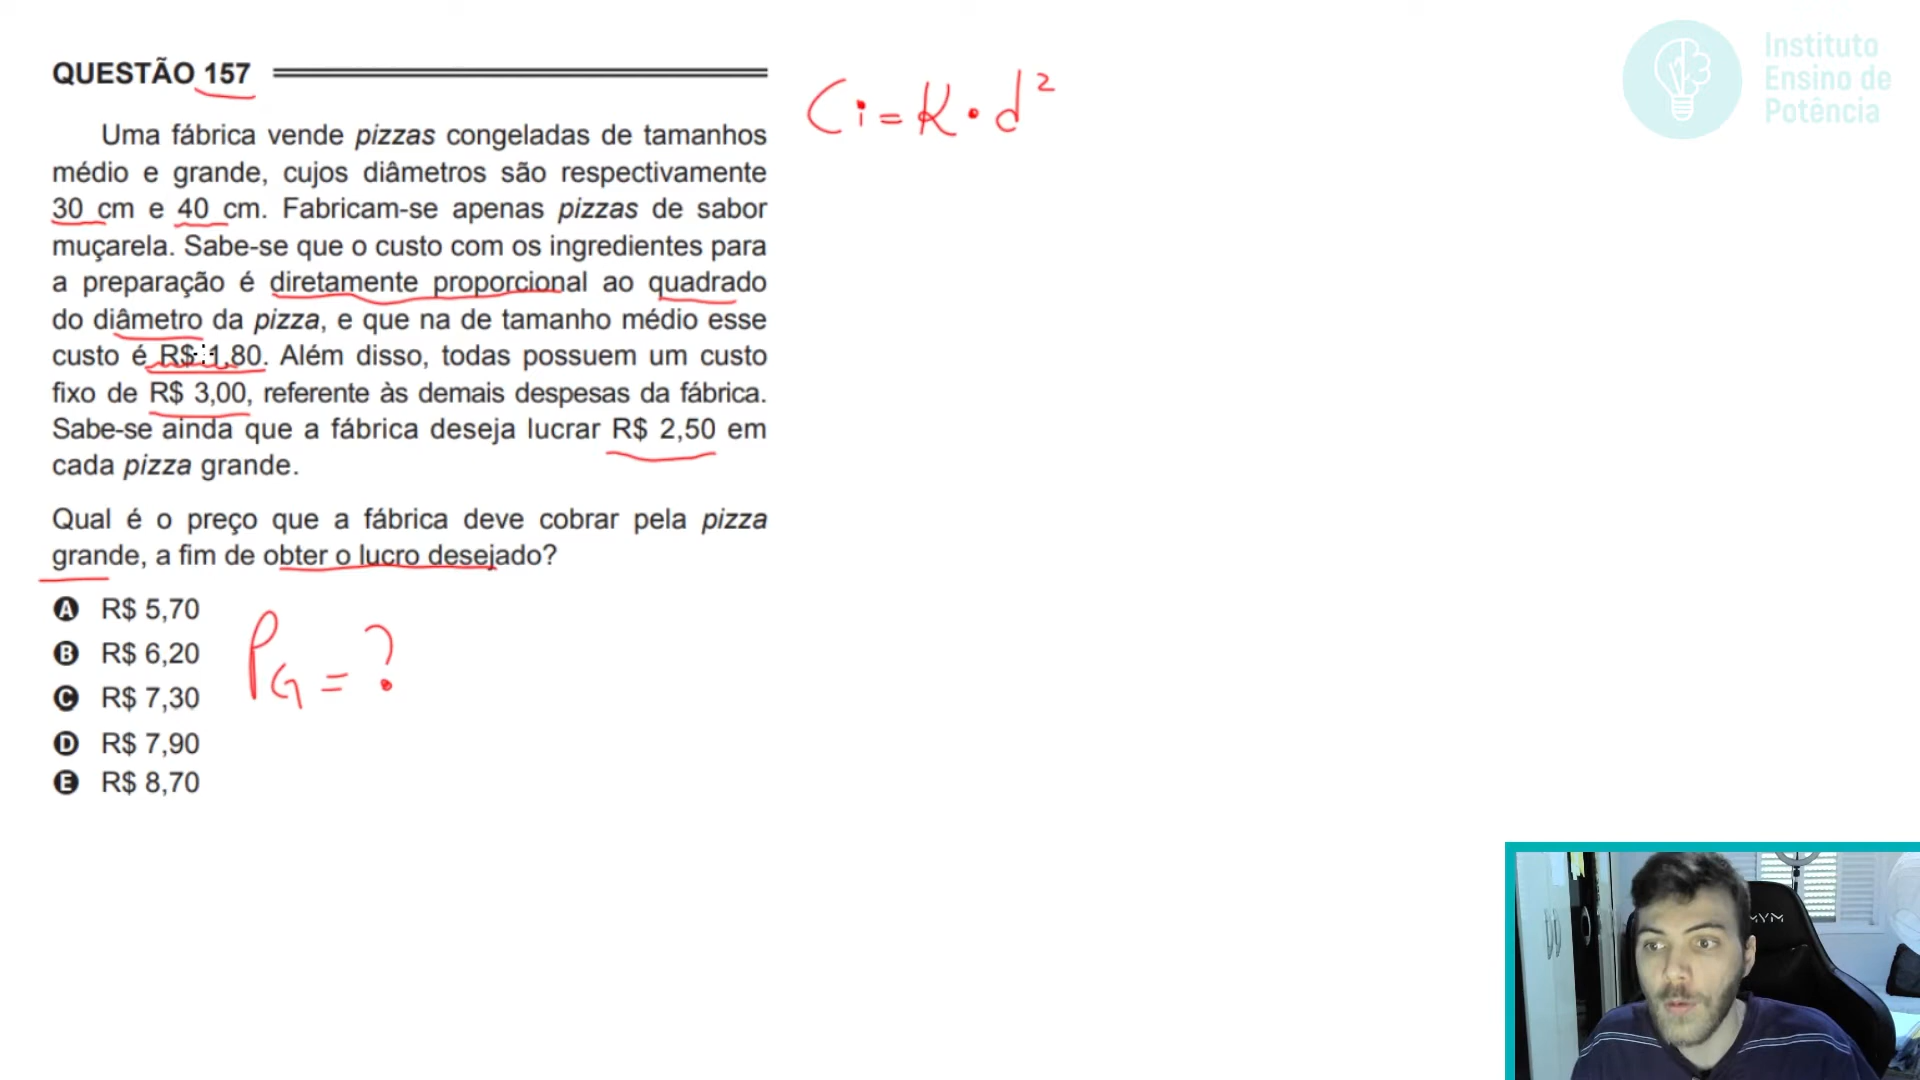 QUESTÃO 157
Uma fábrica vende pizzas congeladas de tamanhos
médio e grande, cujos diâmetros são respectivamente
30 cm e 40 cm. Fabricam-se apenas pizzas de sabor
muçarela. Sabe-se que o custo com os ingredientes para
a preparação é diretamente proporcional ao quadrado
do diâmetro da pizza, e que na de tamanho médio esse
custo é R$ 1,80. Além disso, todas possuem um custo
fixo de R$ 3,00, referente às demais despesas da fábrica.
Sabe-se ainda que a fábrica deseja lucrar R$ 2,50 em
cada pizza grande.
Qual é o preço que a fábrica deve cobrar pela pizza
grande, a fim de obter o lucro desejado?
A R$ 5,70
B R$ 6,20
C R$ 7,30
D R$ 7,90
E R$ 8,70
PG = ?
Ci = K · d²
Instituto
Ensino de
Potência
MYM